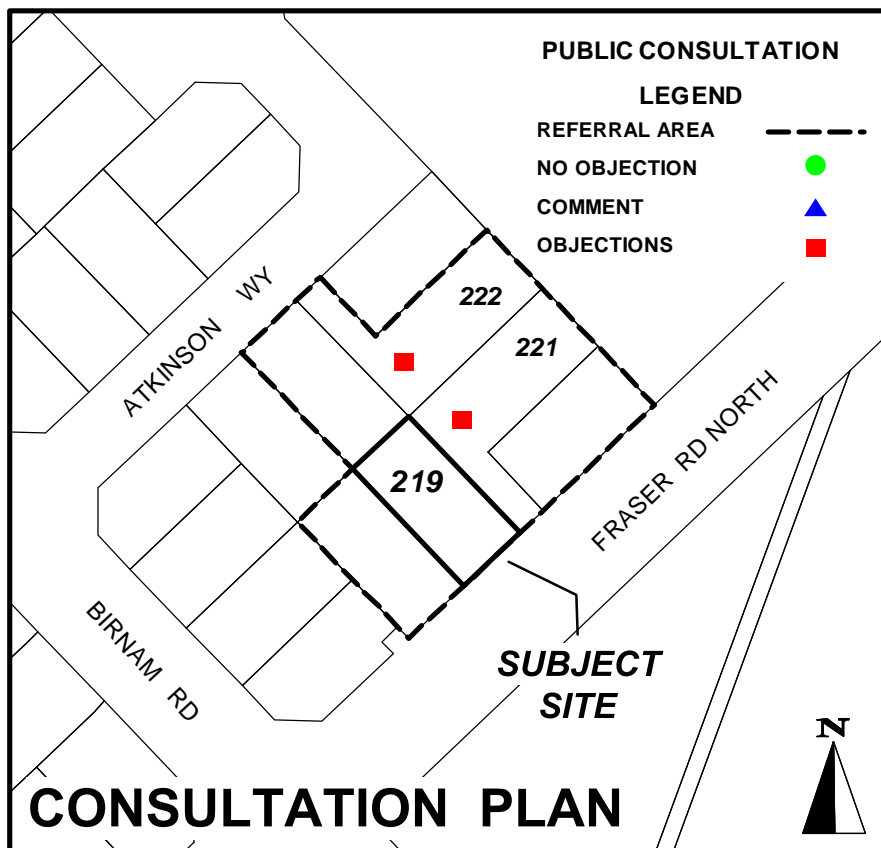 PUBLIC CONSULTATION
LEGEND
REFERRAL AREA
NO OBJECTION
COMMENT
OBJECTIONS
222
221
219
ATKINSON WY
FRASER RD NORTH
BIRNAM RD
SUBJECT
SITE
N
CONSULTATION PLAN